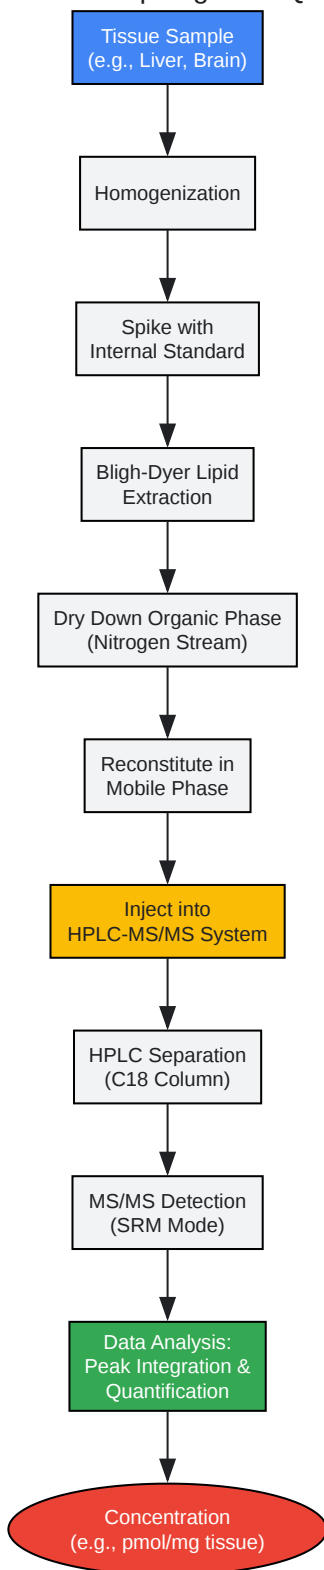 Tissue Sample
(e.g., Liver, Brain)
Homogenization
Spike with
Internal Standard
Bligh-Dyer Lipid
Extraction
Dry Down Organic Phase
(Nitrogen Stream)
Reconstitute in
Mobile Phase
Inject into
HPLC-MS/MS System
HPLC Separation
(C18 Column)
MS/MS Detection
(SRM Mode)
Data Analysis:
Peak Integration &
Quantification
Concentration
(e.g., pmol/mg tissue)